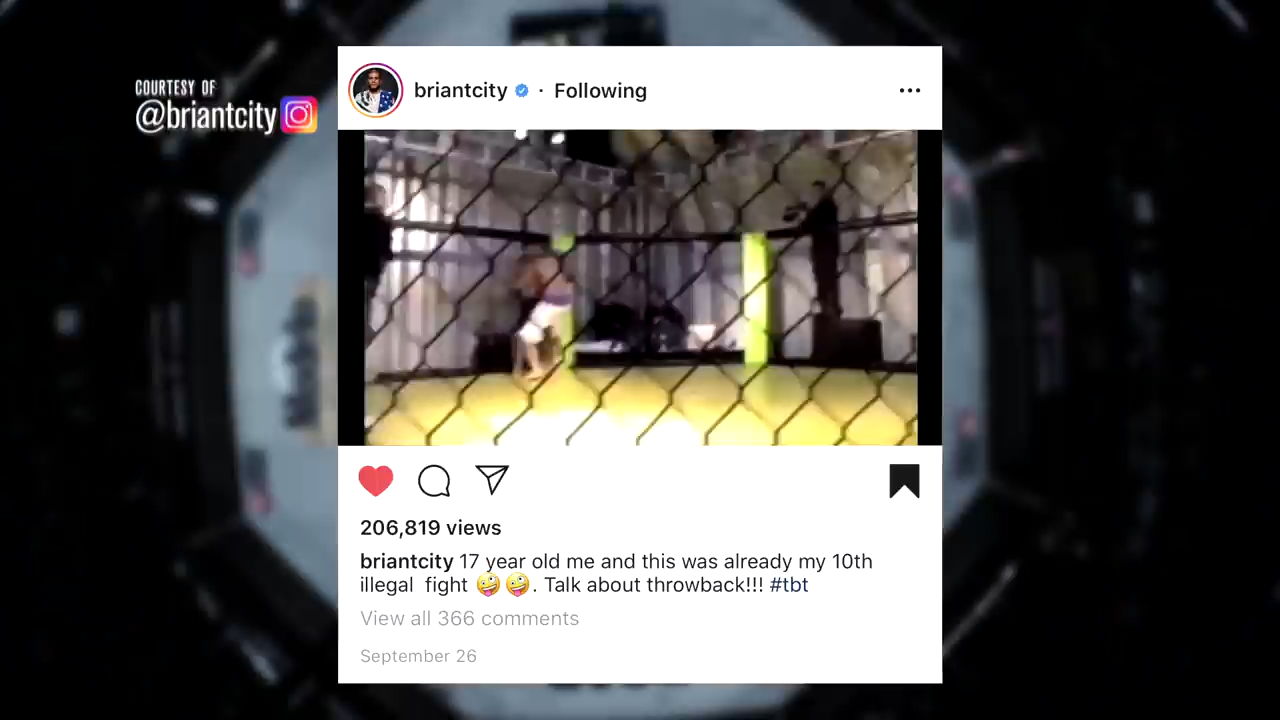 COURTESY OF
@briantcity
briantcity · Following
206,819 views
briantcity 17 year old me and this was already my 10th
illegal fight 🤪🤪. Talk about throwback!!! #tbt
View all 366 comments
September 26